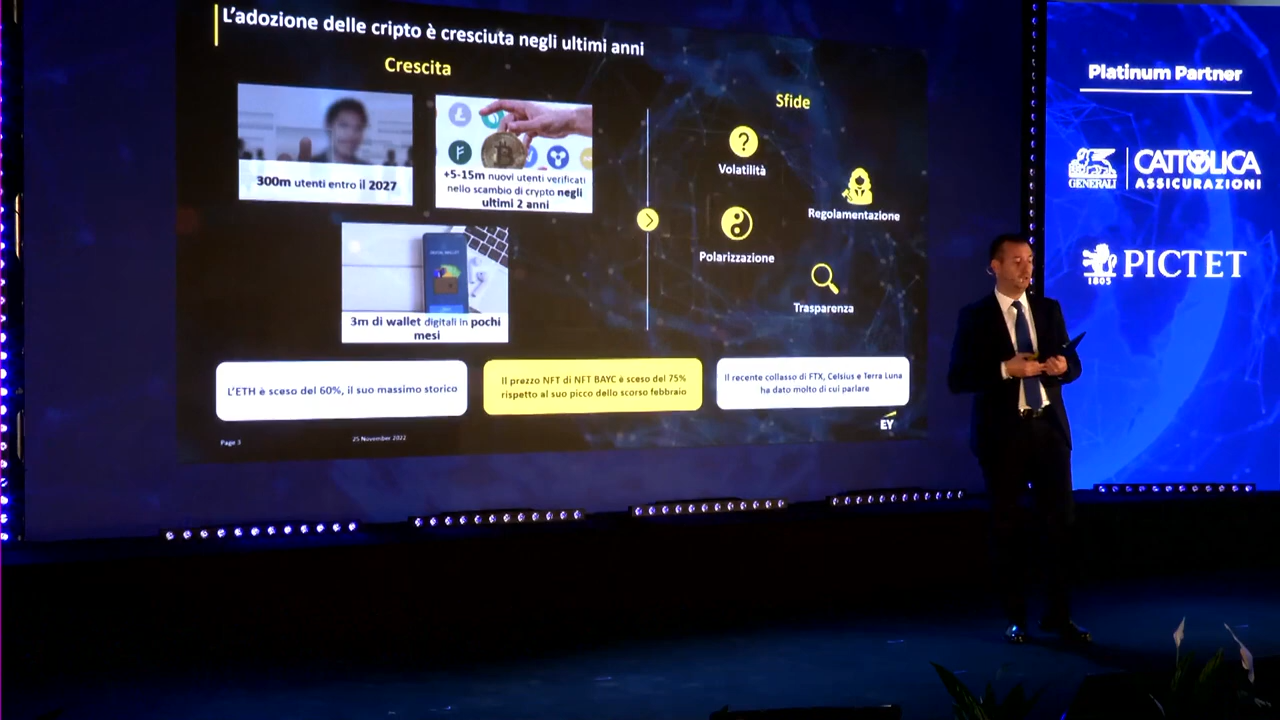 L'adozione delle cripto è cresciuta negli ultimi anni
Crescita
300m utenti entro il 2027
+5-15m nuovi utenti verificati
nello scambio di crypto negli
ultimi 2 anni
3m di wallet digitali in pochi
mesi
Sfide
Volatilità
Regolamentazione
Polarizzazione
Trasparenza
L'ETH è sceso del 60%, il suo massimo storico
Il prezzo NFT di NFT BAYC è sceso del 75%
rispetto al suo picco dello scorso febbraio
Il recente collasso di FTX, Celsius e Terra Luna
ha dato molto di cui parlare
Page 3
25 November 2022
EY
Platinum Partner
GENERALI
CATTOLICA
ASSICURAZIONI
PICTET
1805